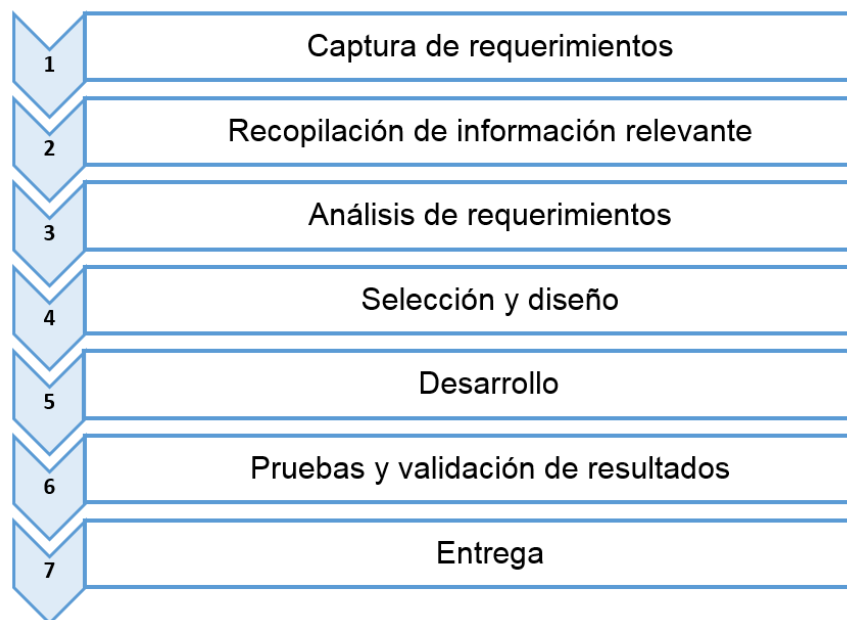 1 Captura de requerimientos
2 Recopilación de información relevante
3 Análisis de requerimientos
4 Selección y diseño
5 Desarrollo
6 Pruebas y validación de resultados
7 Entrega